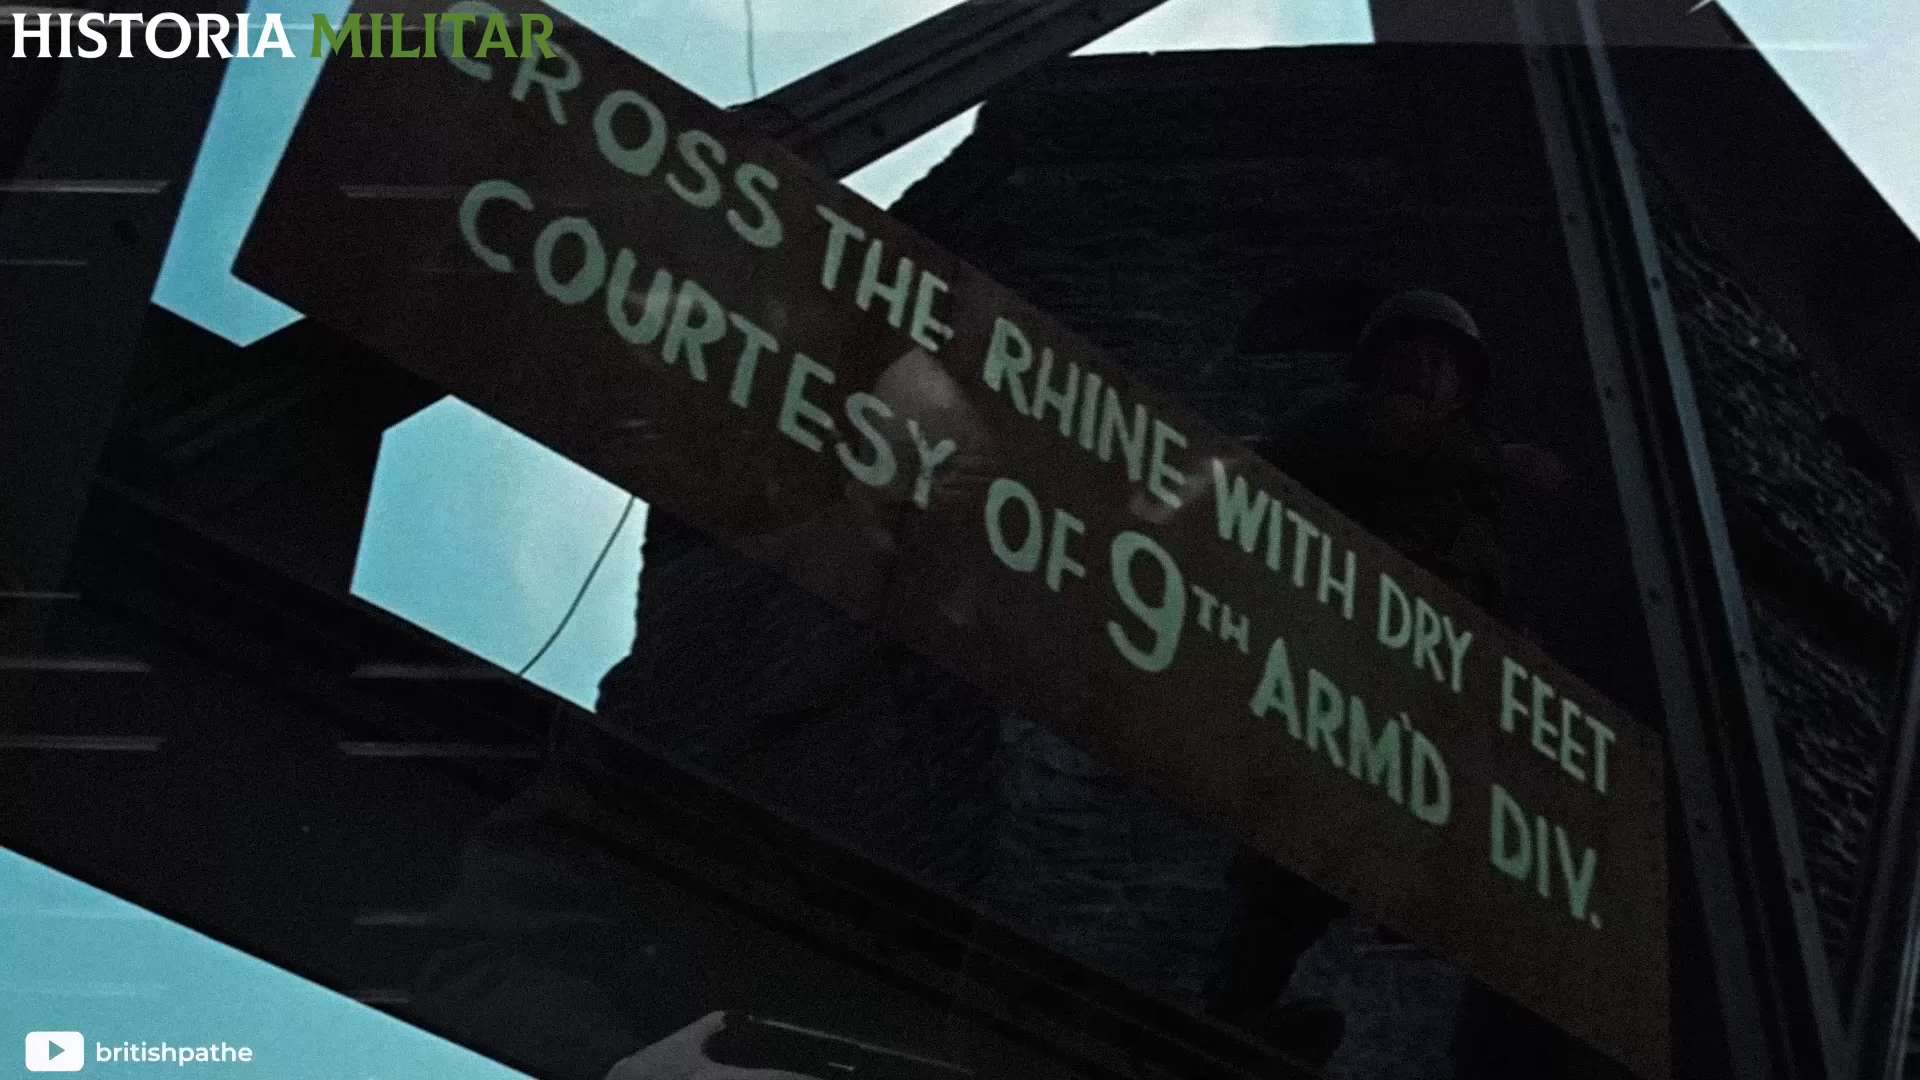 HISTORIA MILITAR
CROSS THE RHINE WITH DRY FEET
COURTESY OF 9TH ARM'D DIV.
britishpathe